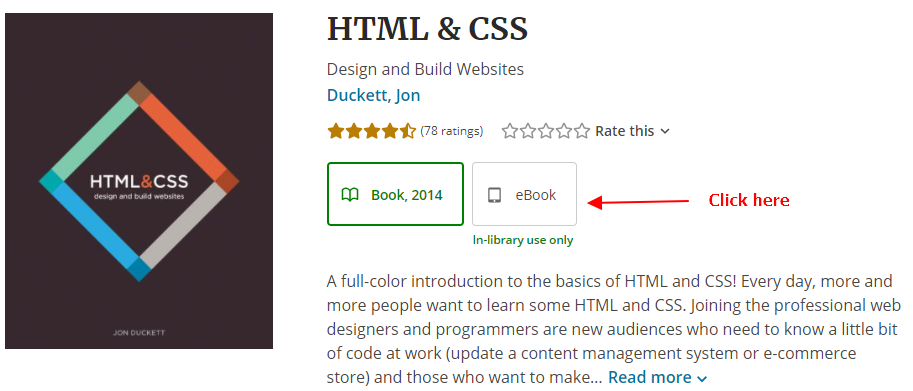 HTML & CSS
Design and Build Websites
Duckett, Jon
(78 ratings) Rate this
Book, 2014 eBook Click here
In-library use only
HTML&CSS
design and build websites
JON DUCKETT
A full-color introduction to the basics of HTML and CSS! Every day, more and
more people want to learn some HTML and CSS. Joining the professional web
designers and programmers are new audiences who need to know a little bit
of code at work (update a content management system or e-commerce
store) and those who want to make... Read more